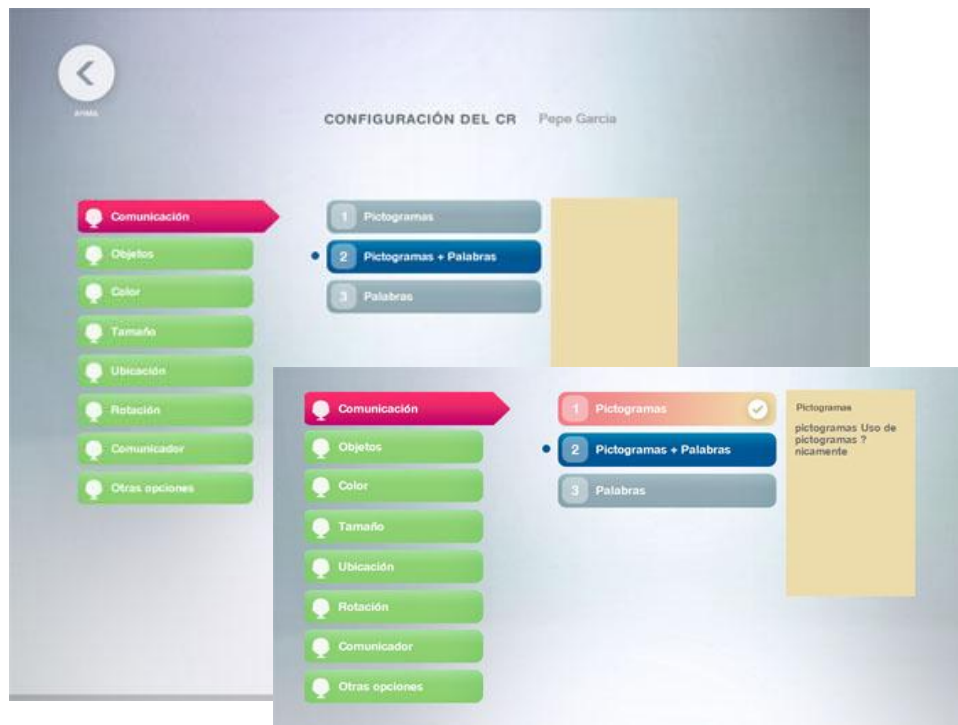 CONFIGURACIÓN DEL CR Pepe Garcia
Comunicación
Objetos
Color
Tamaño
Ubicación
Rotación
Comunicador
Otras opciones
1 Pictogramas
2 Pictogramas + Palabras
3 Palabras
Comunicación
Objetos
Color
Tamaño
Ubicación
Rotación
Comunicador
Otras opciones
1 Pictogramas
2 Pictogramas + Palabras
3 Palabras
Pictogramas
pictogramas Uso de
pictogramas ?
nicamente